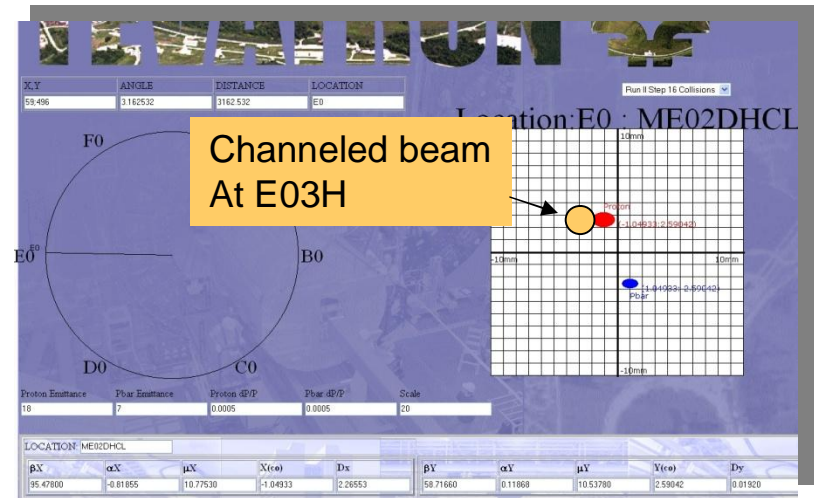 TEVATRON
X,Y ANGLE DISTANCE LOCATION
59;496 3.162532 3162.532 E0
Run II Step 16 Collisions
Location:E0 : ME02DHCL
Channeled beam
At E03H
F0
10mm
Proton
(-1.04933:2.59042)
E0 E0 B0
-10mm 10mm
(1.04933:-2.59042)
Pbar
D0 C0
-10mm
Proton Emittance Pbar Emittance Proton dP/P Pbar dP/P Scale
18 7 0.0005 0.0005 20
LOCATION ME02DHCL
βX αX μX X(co) Dx βY αY μY Y(co) Dy
95.47800 -0.81855 10.77530 -1.04933 2.26553 58.71660 0.11868 10.53780 2.59042 0.01920